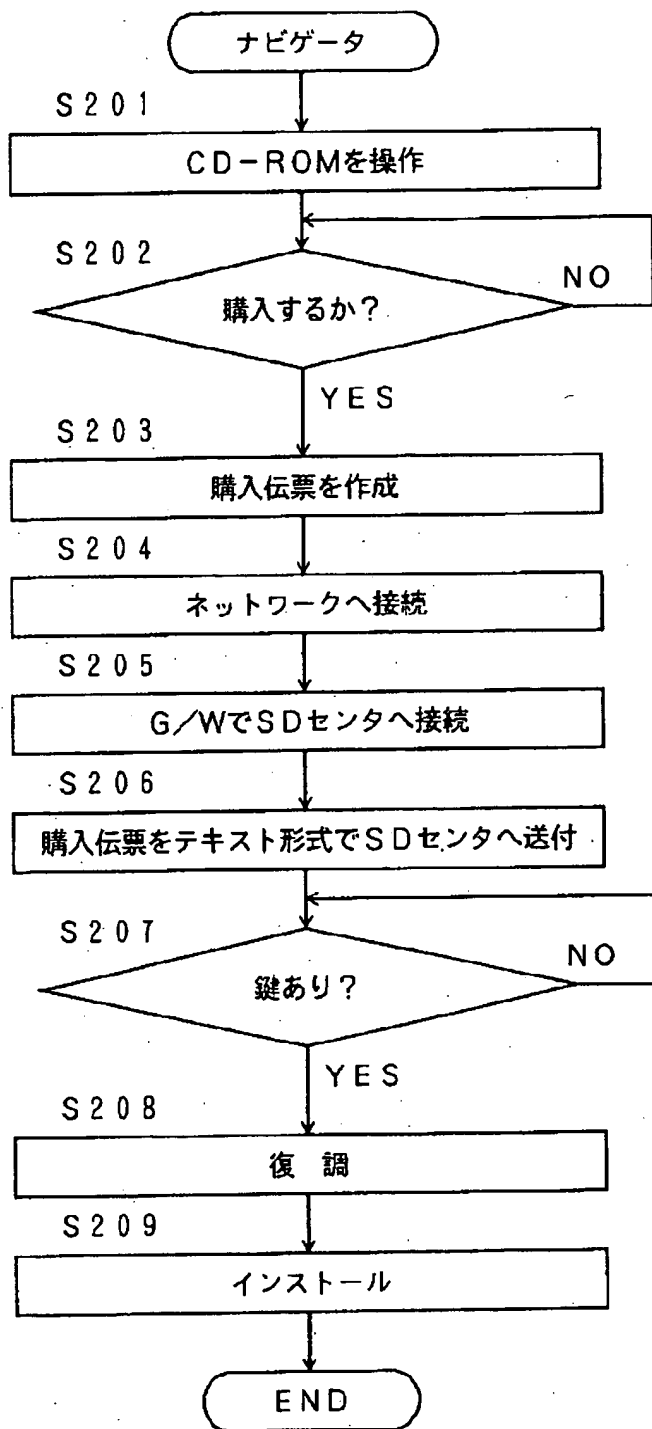 ナビゲータ
S201
CD-ROMを操作
S202
購入するか?
NO
YES
S203
購入伝票を作成
S204
ネットワークへ接続
S205
G/WでSDセンタへ接続
S206
購入伝票をテキスト形式でSDセンタへ送付
S207
鍵あり?
NO
YES
S208
復 調
S209
インストール
END